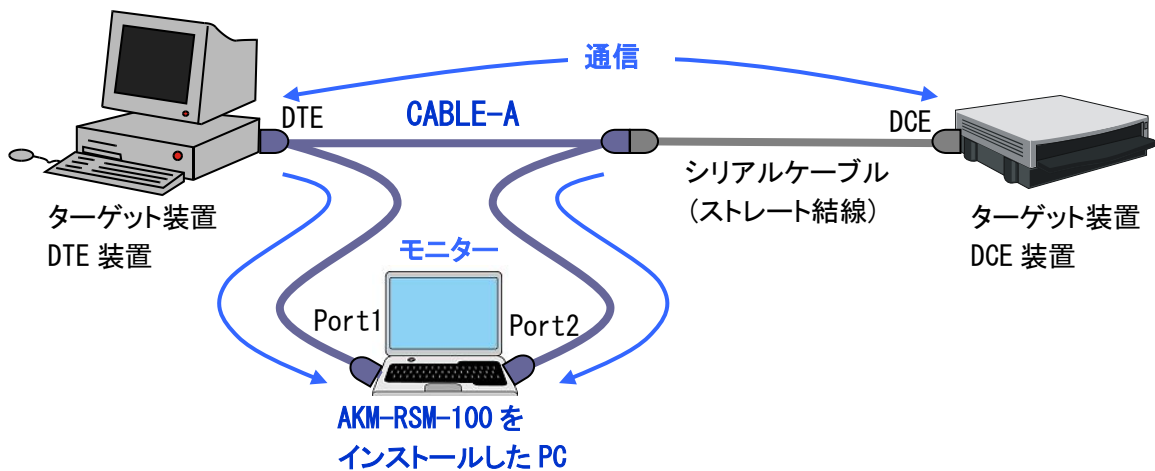 通信
DTE
CABLE-A
DCE
シリアルケーブル
(ストレート結線)
ターゲット装置
DTE 装置
ターゲット装置
DCE 装置
モニター
Port1
Port2
AKM-RSM-100 を
インストールした PC